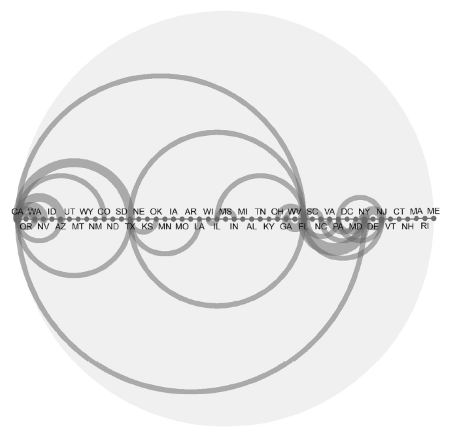 CA WA ID UT WY CO SD NE OK IA AR WI MS MI TN OH WV SC VA DC NY NJ CT MA ME
OR NV AZ MT NM ND TX KS MN MO LA IL IN AL KY GA FL NC PA MD DE VT NH RI